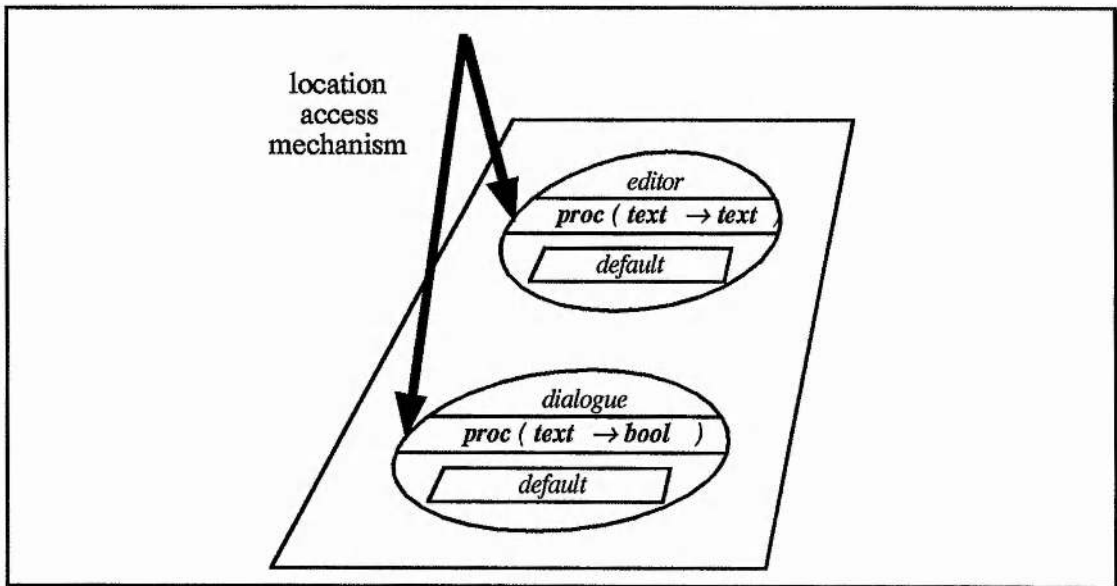 location
access
mechanism
editor
proc ( text → text )
default
dialogue
proc ( text → bool )
default